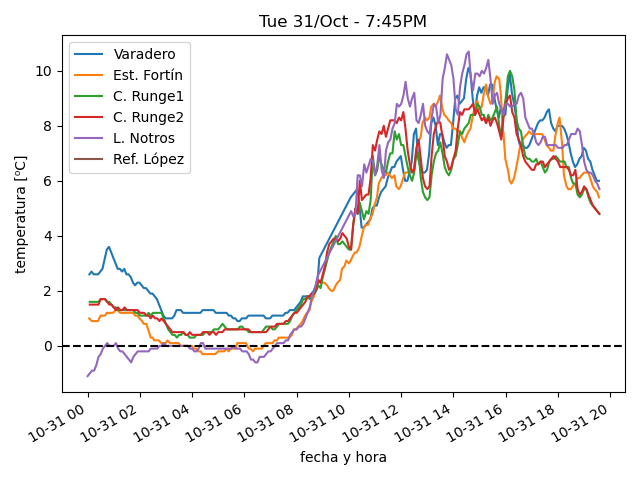 Tue 31/Oct - 7:45PM
temperatura [°C]
10
8
6
4
2
0
Varadero
Est. Fortín
C. Runge1
C. Runge2
L. Notros
Ref. López
10-31 00
10-31 02
10-31 04
10-31 06
10-31 08
10-31 10
10-31 12
10-31 14
10-31 16
10-31 18
10-31 20
fecha y hora